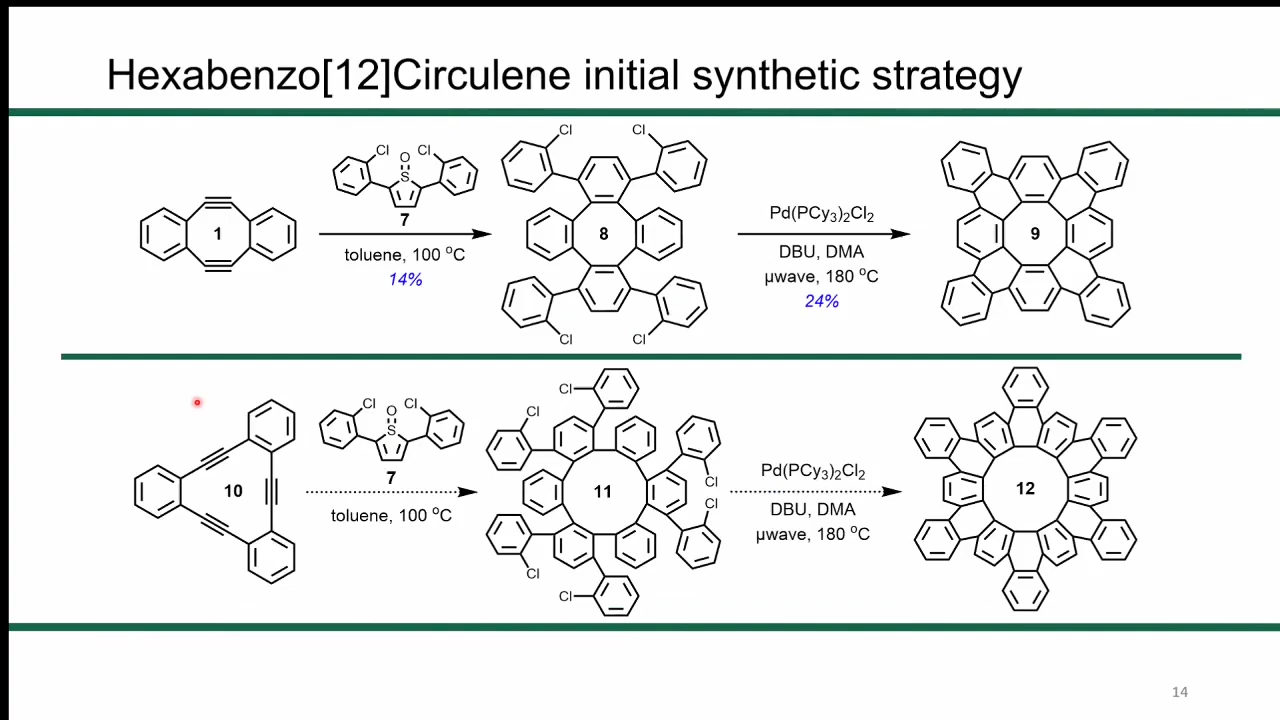 Hexabenzo[12]Circulene initial synthetic strategy
Cl
O
S
Cl
7
1
toluene, 100 °C
14%
Cl
Cl
8
Cl
Cl
Pd(PCy₃)₂Cl₂
DBU, DMA
µwave, 180 °C
24%
9
10
Cl
O
S
Cl
7
toluene, 100 °C
Cl
Cl
Cl
11
Cl
Cl
Cl
Pd(PCy₃)₂Cl₂
DBU, DMA
µwave, 180 °C
12
14